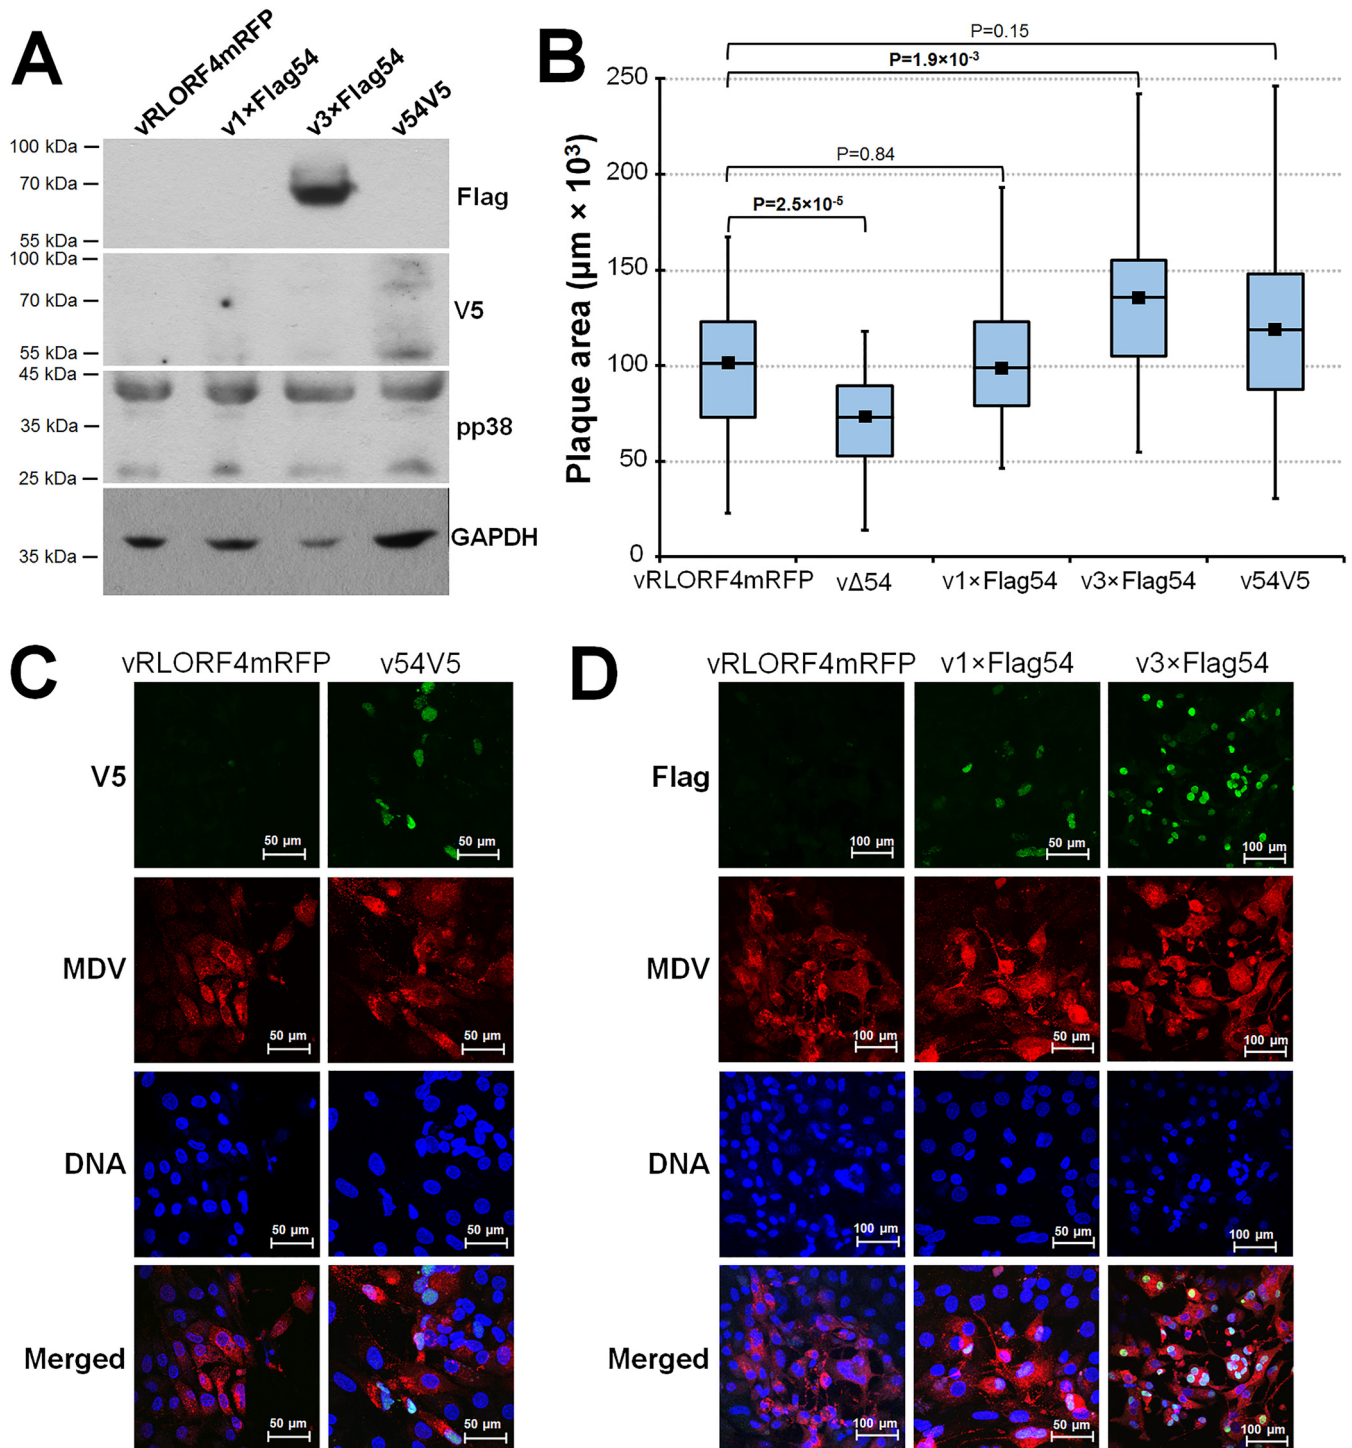 A
vRLORF4mRFP
v1×Flag54
v3×Flag54
v54V5
100 kDa
70 kDa
55 kDa
Flag
100 kDa
70 kDa
55 kDa
V5
45 kDa
35 kDa
25 kDa
pp38
35 kDa
GAPDH
B
P=0.15
P=1.9×10-3
P=0.84
P=2.5×10-5
Plaque area (µm × 10³)
250
200
150
100
50
0
vRLORF4mRFP
vΔ54
v1×Flag54
v3×Flag54
v54V5
C
vRLORF4mRFP
v54V5
V5
50 µm
50 µm
MDV
50 µm
50 µm
DNA
50 µm
50 µm
Merged
50 µm
50 µm
D
vRLORF4mRFP
v1×Flag54
v3×Flag54
Flag
100 µm
50 µm
100 µm
MDV
100 µm
50 µm
100 µm
DNA
100 µm
50 µm
100 µm
Merged
100 µm
50 µm
100 µm